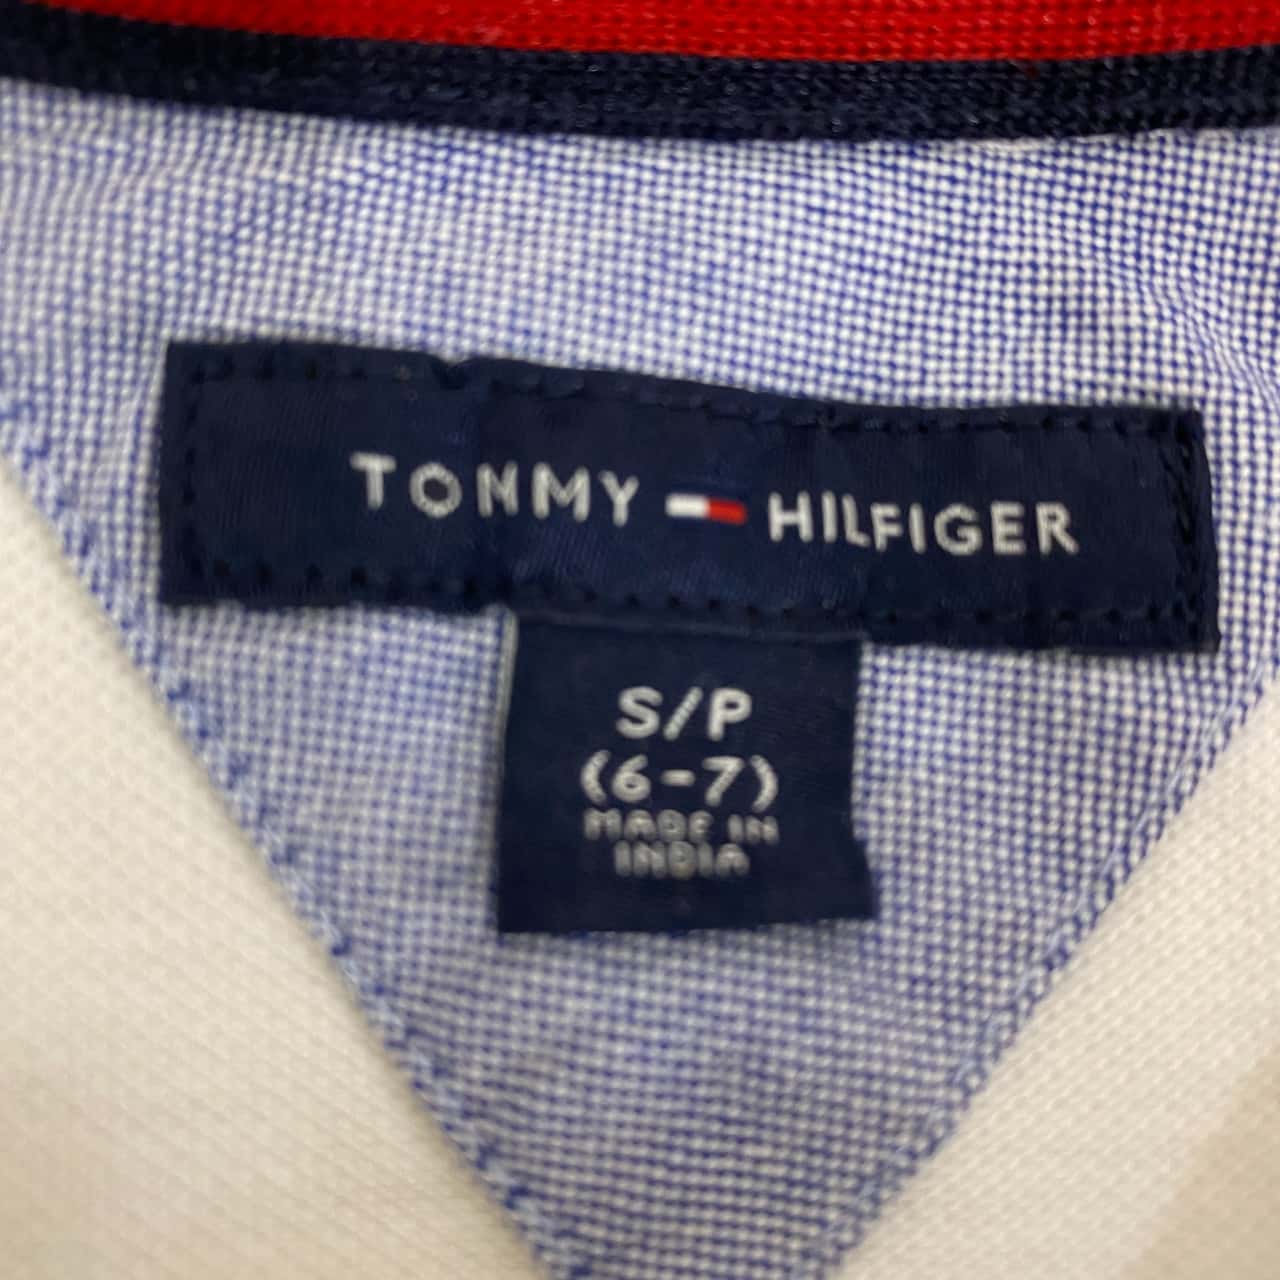 TOMMY HILFIGER
S/P
(6-7)
MADE IN
INDIA